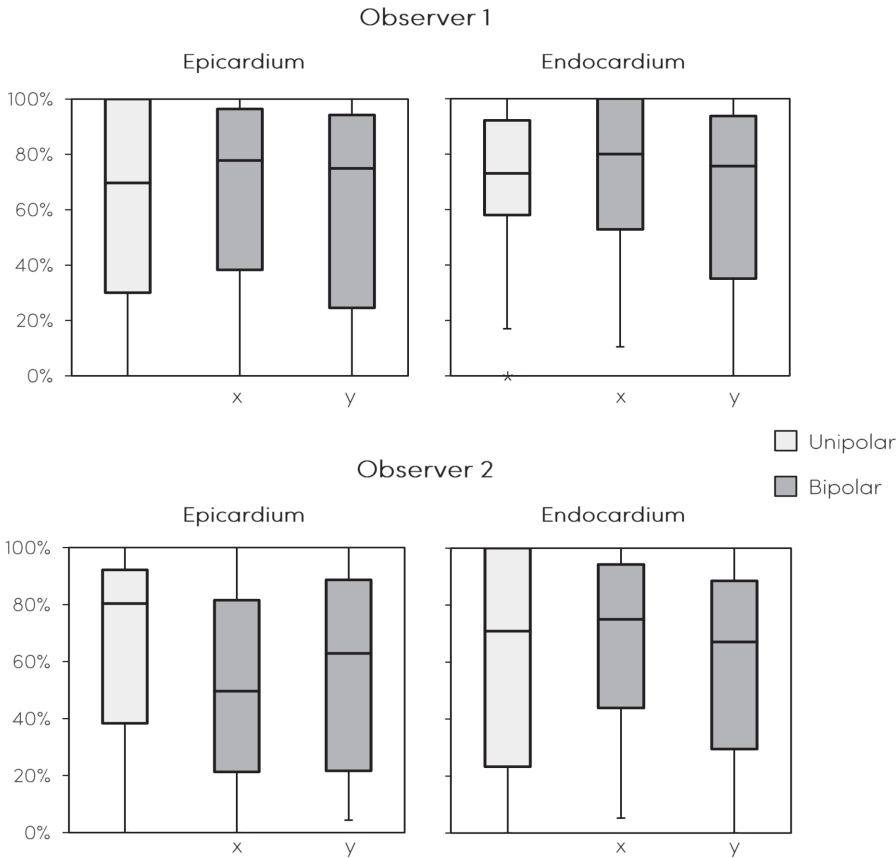 Observer 1
Epicardium
Endocardium
100%
80%
60%
40%
20%
0%
*
x
y
x
y
Unipolar
Bipolar
Observer 2
Epicardium
Endocardium
100%
80%
60%
40%
20%
0%
x
y
x
y